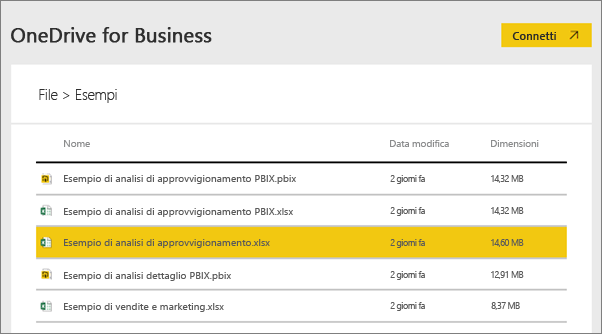 OneDrive for Business
Connetti
File > Esempi
Nome Data modifica Dimensioni
Esempio di analisi di approvvigionamento PBIX.pbix 2 giorni fa 14,32 MB
Esempio di analisi di approvvigionamento PBIX.xlsx 2 giorni fa 14,32 MB
Esempio di analisi di approvvigionamento.xlsx 2 giorni fa 14,60 MB
Esempio di analisi dettaglio PBIX.pbix 2 giorni fa 12,91 MB
Esempio di vendite e marketing.xlsx 2 giorni fa 8,37 MB